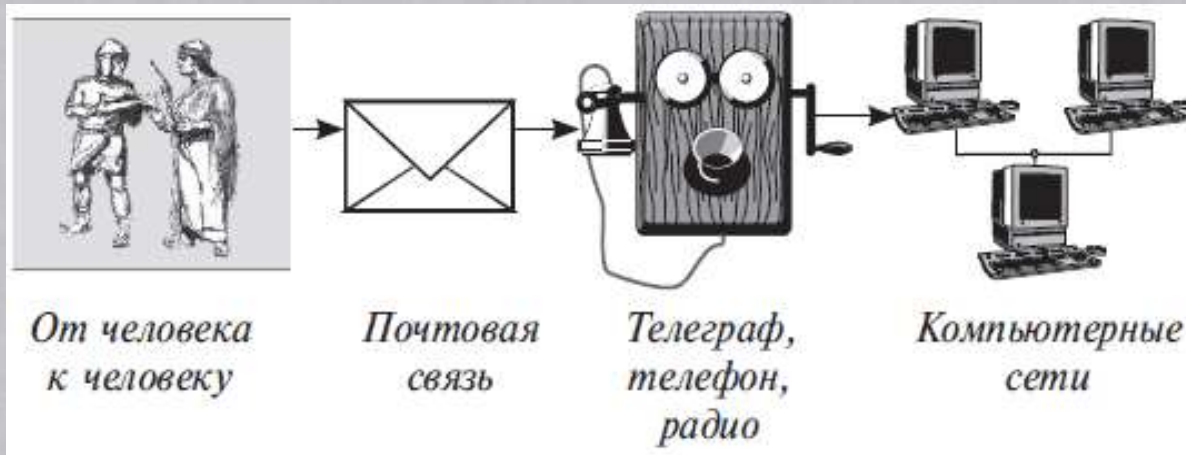 От человека
к человеку
Почтовая
связь
Телеграф,
телефон,
радио
Компьютерные
сети